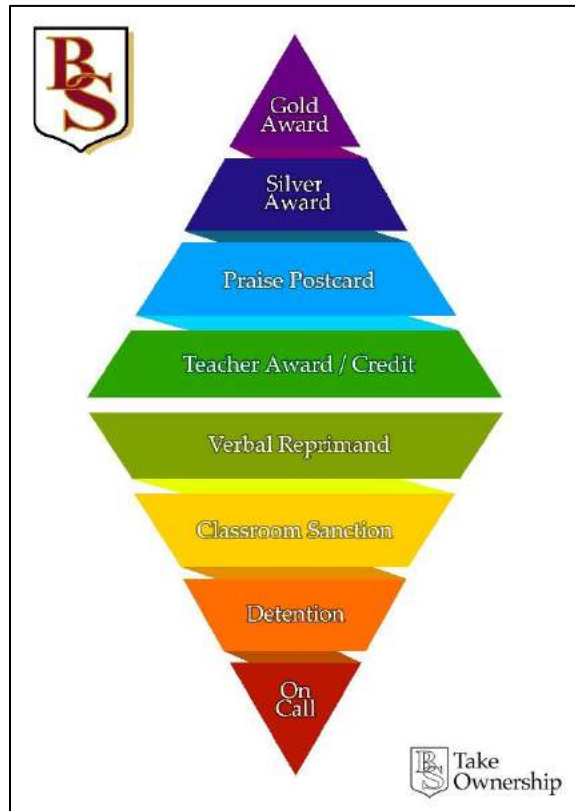 BS
Gold
Award
Silver
Award
Praise Postcard
Teacher Award / Credit
Verbal Reprimand
Classroom Sanction
Detention
On
Call
BS
Take
Ownership